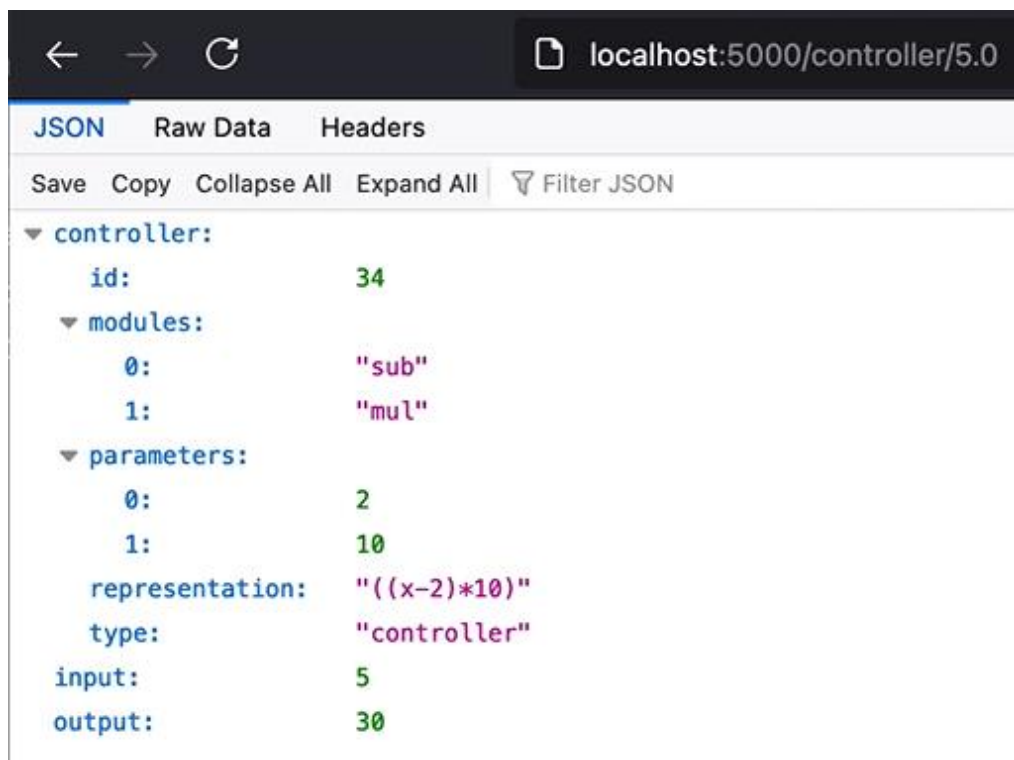 localhost:5000/controller/5.0
JSON Raw Data Headers
Save Copy Collapse All Expand All Filter JSON
controller:
id: 34
modules:
0: "sub"
1: "mul"
parameters:
0: 2
1: 10
representation: "((x-2)*10)"
type: "controller"
input: 5
output: 30